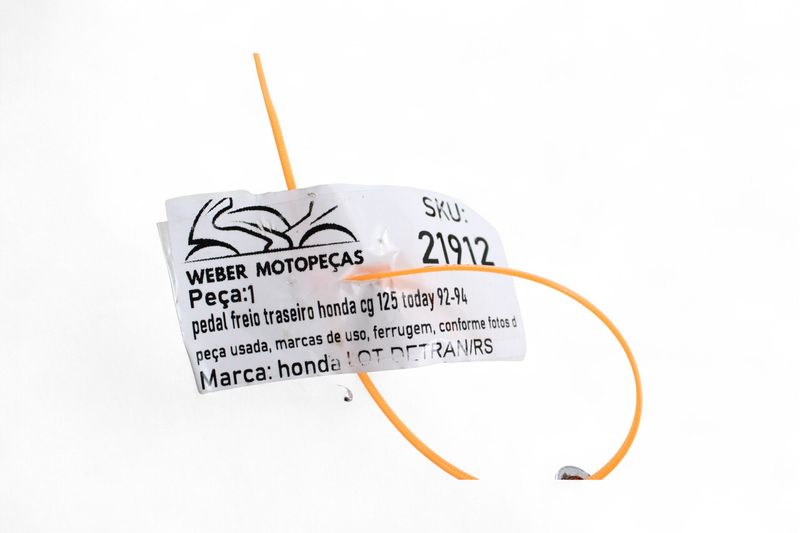 SKU:
21912
WEBER MOTOPEÇAS
Peça:1
pedal freio traseiro honda cg 125 today 92-94
peça usada, marcas de uso, ferrugem, conforme fotos d
Marca: honda LOT DETRAN/RS